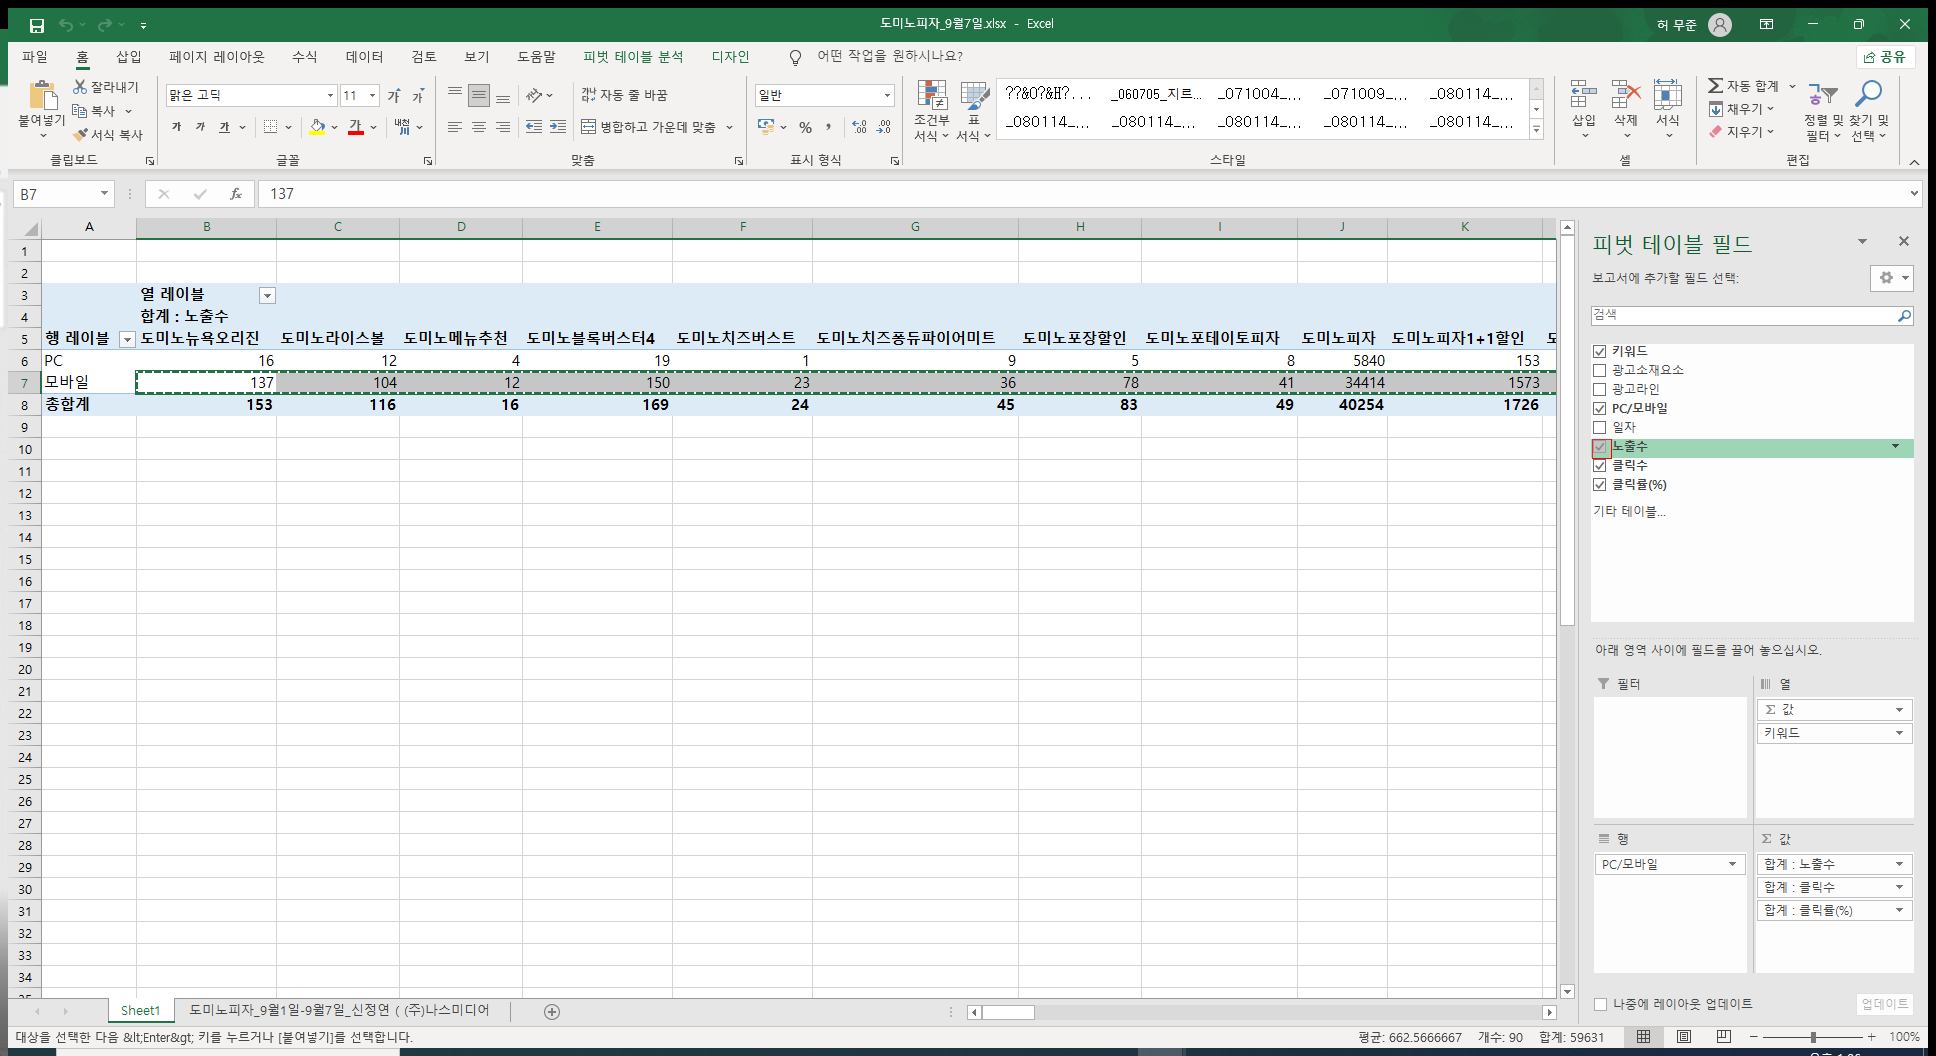 도미노피자_9월7일.xlsx - Excel
허 무준
파일 홈 삽입 페이지 레이아웃 수식 데이터 검토 보기 도움말 피벗 테이블 분석 디자인 어떤 작업을 원하시나요? 공유
붙여넣기 잘라내기 복사 서식 복사
클립보드
맑은 고딕 11 가 가
가 가 가 가 내천
글꼴
자동 줄 바꿈
병합하고 가운데 맞춤
맞춤
일반
% ,
표시 형식
조건부 서식 표 서식
??&O?&H?... _060705_지르... _071004_... _071009_... _080114_...
_080114_... _080114_... _080114_... _080114_... _080114_...
스타일
삽입 삭제 서식
셀
자동 합계
채우기
지우기
정렬 및 필터 찾기 및 선택
편집
B7 fx 137
A B C D E F G H I J K
1
2
3 열 레이블
4 합계 : 노출수
5 행 레이블 도미노뉴욕오리진 도미노라이스볼 도미노메뉴추천 도미노블록버스터4 도미노치즈버스트 도미노치즈퐁듀파이어미트 도미노포장할인 도미노포테이토피자 도미노피자 도미노피자1+1할인
6 PC 16 12 4 19 1 9 5 8 5840 153
7 모바일 137 104 12 150 23 36 78 41 34414 1573
8 총합계 153 116 16 169 24 45 83 49 40254 1726
9
10
11
12
13
14
15
16
17
18
19
20
21
22
23
24
25
26
27
28
29
30
31
32
33
34
피벗 테이블 필드
보고서에 추가할 필드 선택:
검색
키워드
광고소재요소
광고라인
PC/모바일
일자
노출수
클릭수
클릭률(%)
기타 테이블...
아래 영역 사이에 필드를 끌어 놓으십시오.
필터
열
Σ 값
키워드
행
PC/모바일
Σ 값
합계 : 노출수
합계 : 클릭수
합계 : 클릭률(%)
나중에 레이아웃 업데이트 업데이트
Sheet1 도미노피자_9월1일-9월7일_신정연 ( (주)나스미디어
대상을 선택한 다음 &lt;Enter&gt; 키를 누르거나 [붙여넣기]를 선택합니다. 평균: 662.5666667 개수: 90 합계: 59631 100%